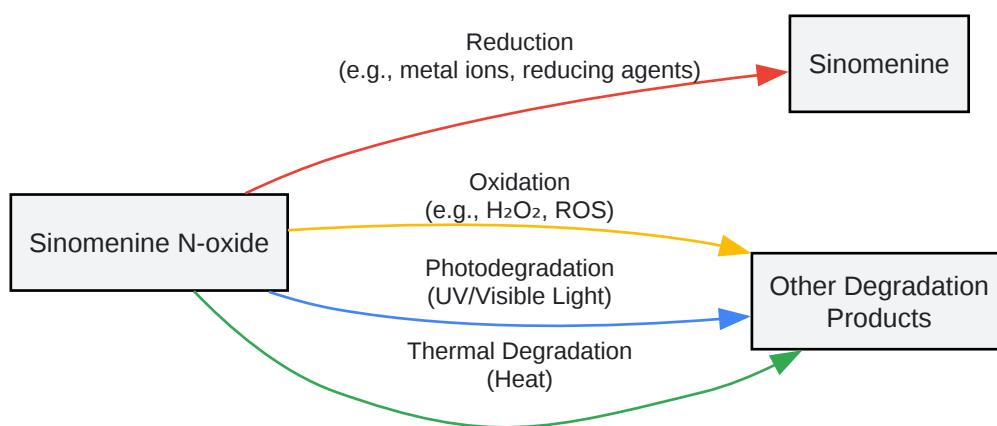 Reduction
(e.g., metal ions, reducing agents)
Sinomenine
Sinomenine N-oxide
Oxidation
(e.g., H₂O₂, ROS)
Photodegradation
(UV/Visible Light)
Other Degradation
Products
Thermal Degradation
(Heat)